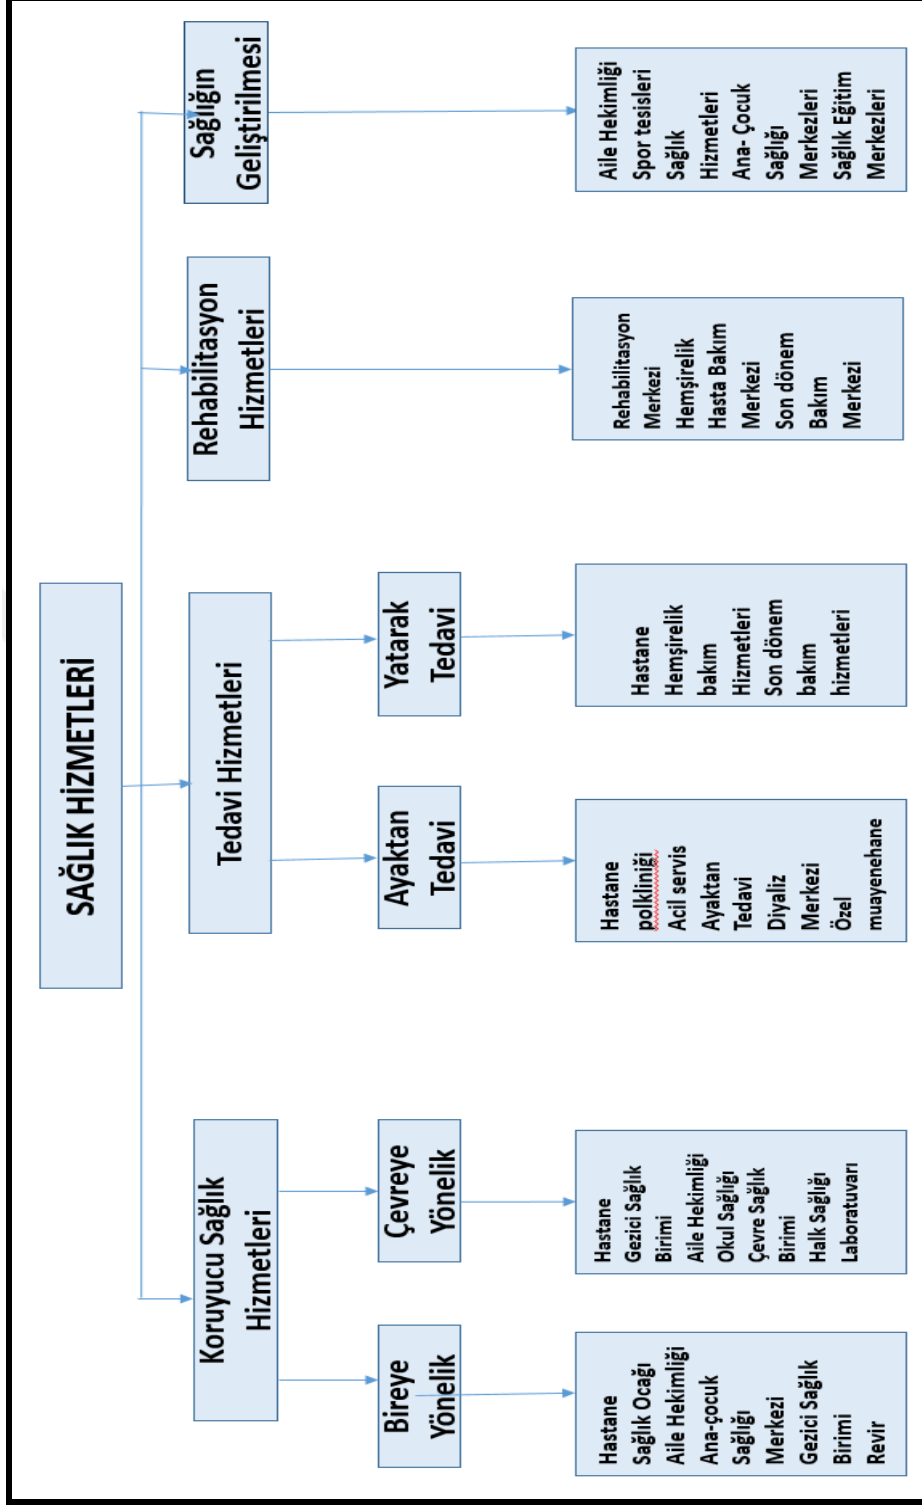 SAĞLIK HİZMETLERİ
Koruyucu Sağlık
Hizmetleri
Tedavi Hizmetleri
Rehabilitasyon
Hizmetleri
Sağlığın
Geliştirilmesi
Bireye
Yönelik
Çevreye
Yönelik
Ayaktan
Tedavi
Yatarak
Tedavi
Hastane
Sağlık Ocağı
Aile Hekimliği
Ana-çocuk
Sağlığı
Merkezi
Gezici Sağlık
Birimi
Revir
Hastane
Gezici Sağlık
Birimi
Aile Hekimliği
Okul Sağlığı
Çevre Sağlık
Birimi
Halk Sağlığı
Laboratuvarı
Hastane
polkliniği
Acil servis
Ayaktan
Tedavi
Diyaliz
Merkezi
Özel
muayenehane
Hastane
Hemşirelik
bakım
Hizmetleri
Son dönem
bakım
hizmetleri
Rehabilitasyon
Merkezi
Hemşirelik
Hasta Bakım
Merkezi
Son dönem
Bakım
Merkezi
Aile Hekimliği
Spor tesisleri
Sağlık
Hizmetleri
Ana- Çocuk
Sağlığı
Merkezleri
Sağlık Eğitim
Merkezleri